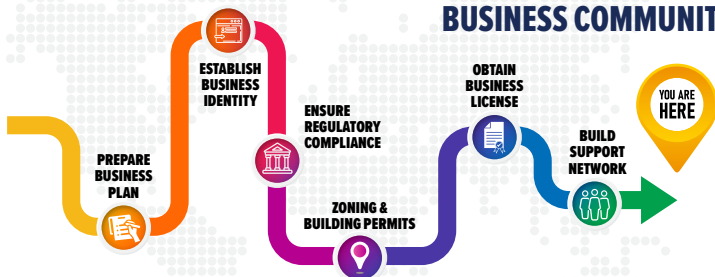 BUSINESS COMMUNIT
ESTABLISH
BUSINESS
IDENTITY
OBTAIN
BUSINESS
LICENSE
YOU ARE
HERE
ENSURE
REGULATORY
COMPLIANCE
BUILD
SUPPORT
NETWORK
PREPARE
BUSINESS
PLAN
ZONING &
BUILDING PERMITS